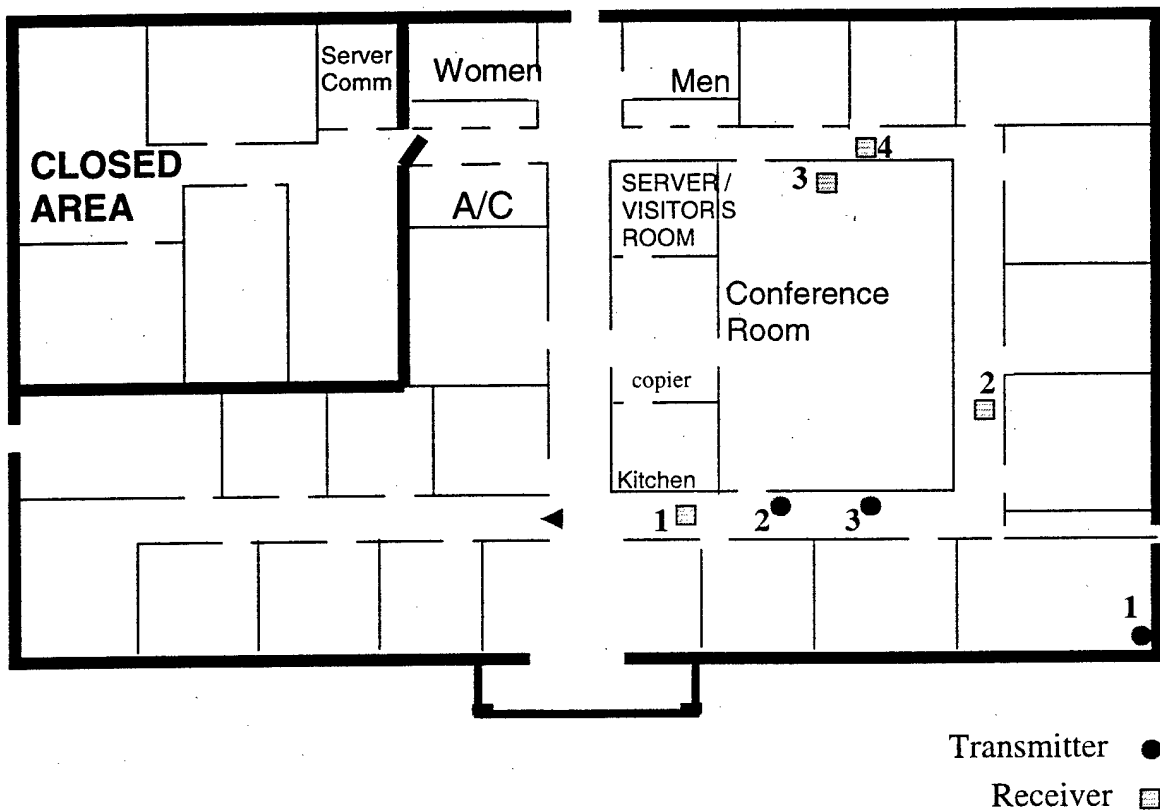 Server
Comm
Women
Men
CLOSED
AREA
A/C
SERVER /
VISITOR'S
ROOM
3
4
Conference
Room
copier
2
Kitchen
1
2
3
1
Transmitter
Receiver